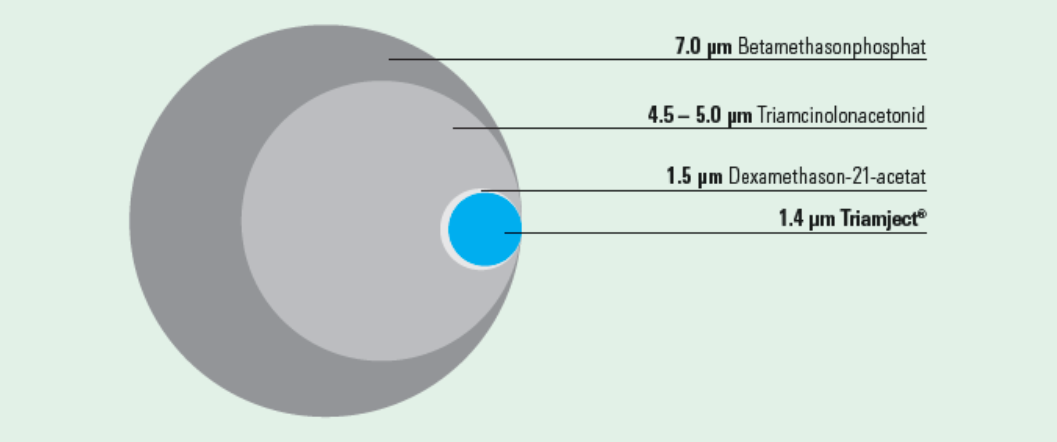 7.0 µm Betamethasonphosphat
4.5 – 5.0 µm Triamcinolonacetonid
1.5 µm Dexamethason-21-acetat
1.4 µm Triamject®